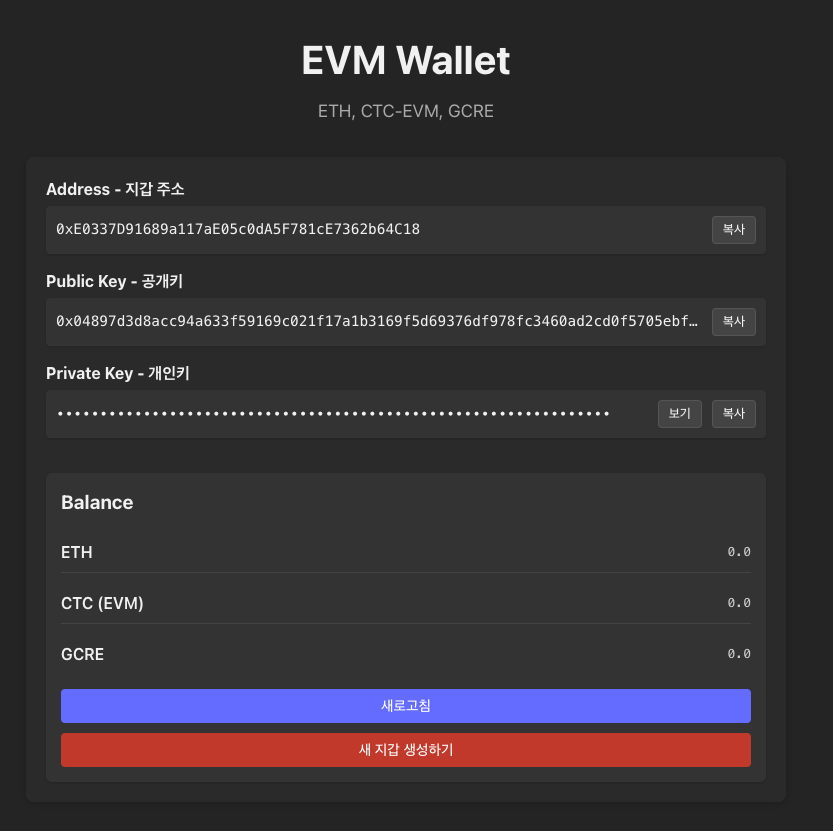 EVM Wallet
ETH, CTC-EVM, GCRE
Address - 지갑 주소
0xE0337D91689a117aE05c0dA5F781cE7362b64C18
복사
Public Key - 공개키
0x04897d3d8acc94a633f59169c021f17a1b3169f5d69376df978fc3460ad2cd0f5705ebf…
복사
Private Key - 개인키
••••••••••••••••••••••••••••••••••••••••••••••••••••••••••••••••
보기
복사
Balance
ETH
0.0
CTC (EVM)
0.0
GCRE
0.0
새로고침
새 지갑 생성하기